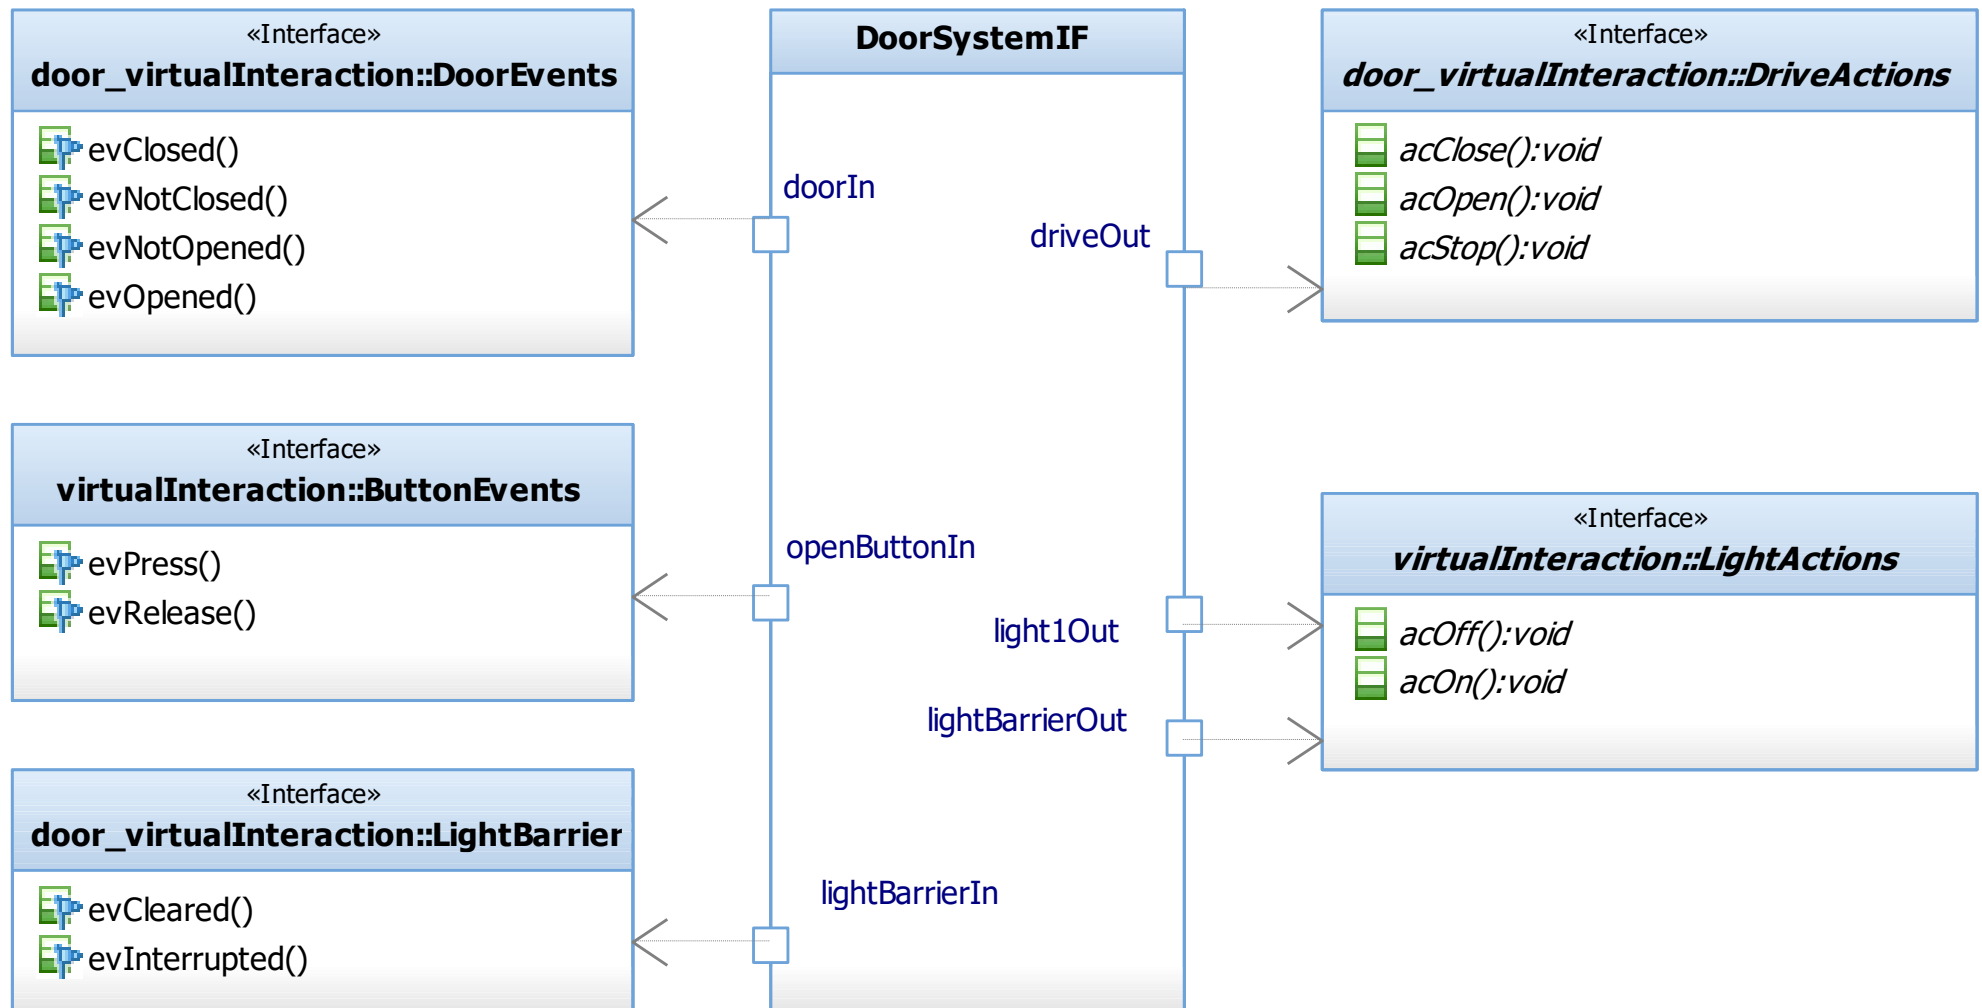 «Interface»
door_virtualInteraction::DoorEvents
evClosed()
evNotClosed()
evNotOpened()
evOpened()
«Interface»
virtualInteraction::ButtonEvents
evPress()
evRelease()
«Interface»
door_virtualInteraction::LightBarrier
evCleared()
evInterrupted()
DoorSystemIF
doorIn
driveOut
openButtonIn
light1Out
lightBarrierOut
lightBarrierIn
«Interface»
door_virtualInteraction::DriveActions
acClose():void
acOpen():void
acStop():void
«Interface»
virtualInteraction::LightActions
acOff():void
acOn():void